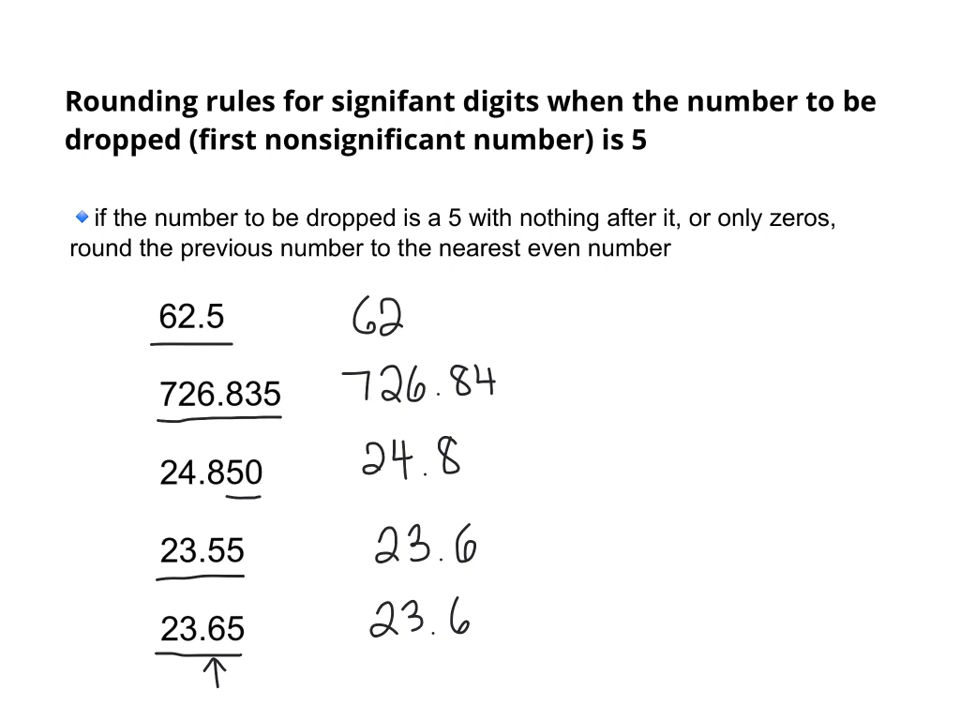 Rounding rules for signifant digits when the number to be
dropped (first nonsignificant number) is 5
🔹if the number to be dropped is a 5 with nothing after it, or only zeros,
round the previous number to the nearest even number
62.5 62
726.835 726.84
24.850 24.8
23.55 23.6
23.65 23.6